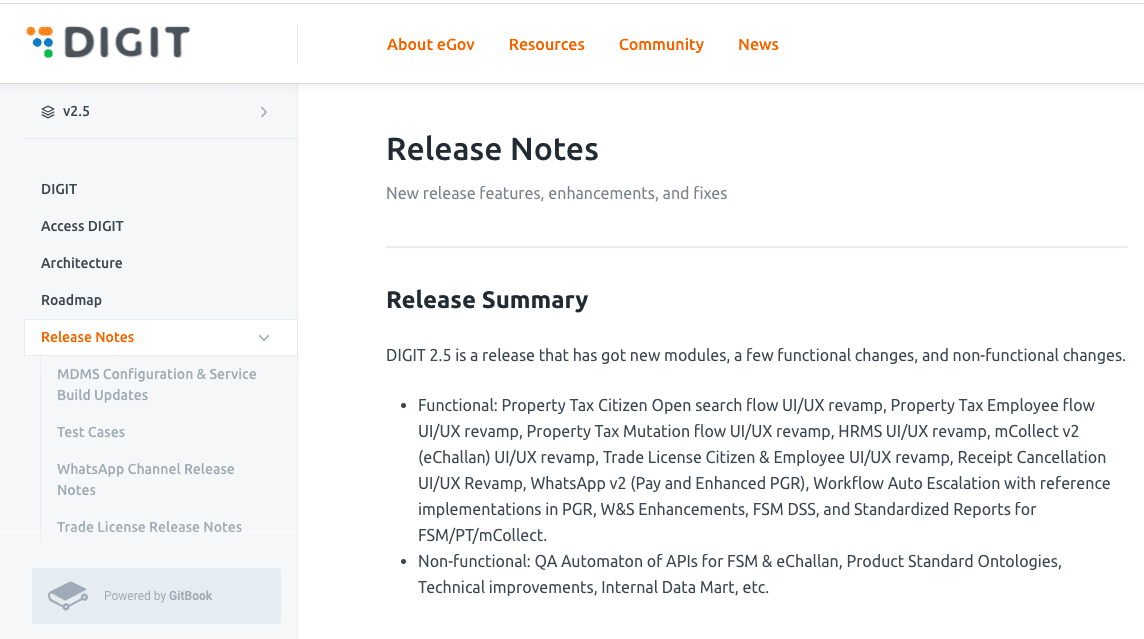 DIGIT
About eGov Resources Community News
v2.5
DIGIT
Access DIGIT
Architecture
Roadmap
Release Notes
MDMS Configuration & Service
Build Updates
Test Cases
WhatsApp Channel Release
Notes
Trade License Release Notes
Powered by GitBook
Release Notes
New release features, enhancements, and fixes
Release Summary
DIGIT 2.5 is a release that has got new modules, a few functional changes, and non-functional changes.
• Functional: Property Tax Citizen Open search flow UI/UX revamp, Property Tax Employee flow
UI/UX revamp, Property Tax Mutation flow UI/UX revamp, HRMS UI/UX revamp, mCollect v2
(eChallan) UI/UX revamp, Trade License Citizen & Employee UI/UX revamp, Receipt Cancellation
UI/UX Revamp, WhatsApp v2 (Pay and Enhanced PGR), Workflow Auto Escalation with reference
implementations in PGR, W&S Enhancements, FSM DSS, and Standardized Reports for
FSM/PT/mCollect.
• Non-functional: QA Automaton of APIs for FSM & eChallan, Product Standard Ontologies,
Technical improvements, Internal Data Mart, etc.